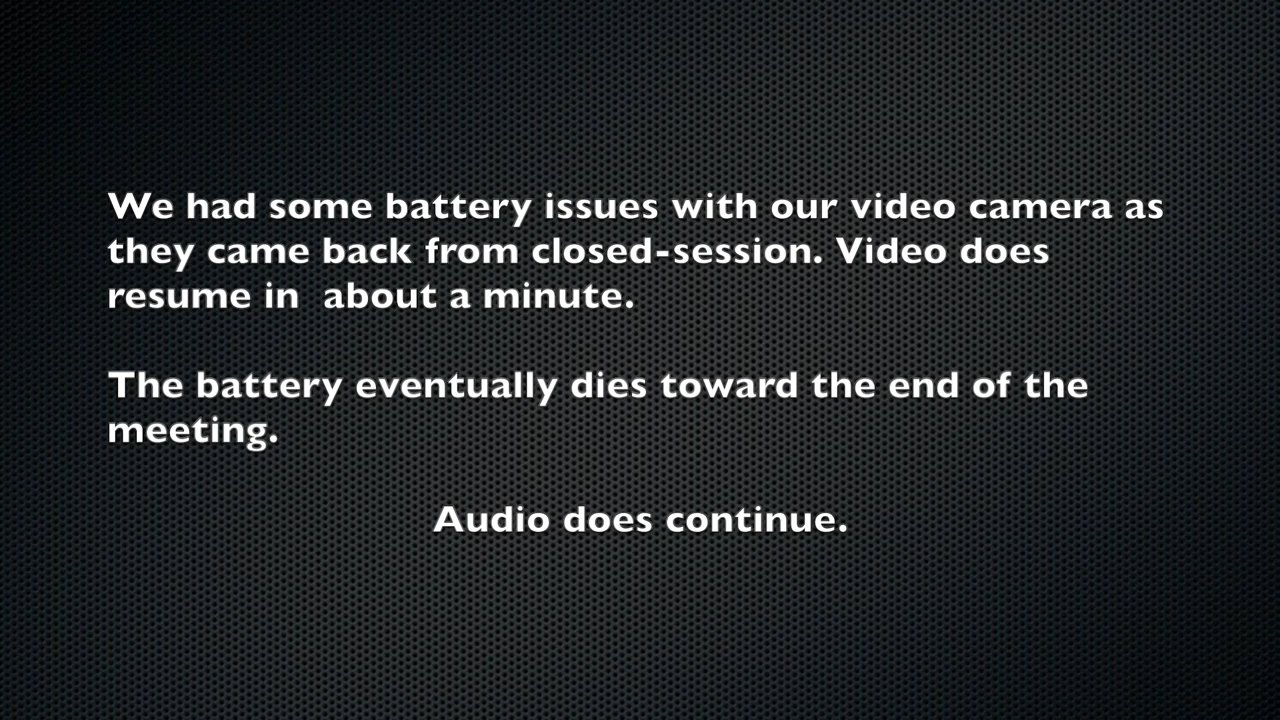 We had some battery issues with our video camera as
they came back from closed-session. Video does
resume in  about a minute.
The battery eventually dies toward the end of the
meeting.
Audio does continue.